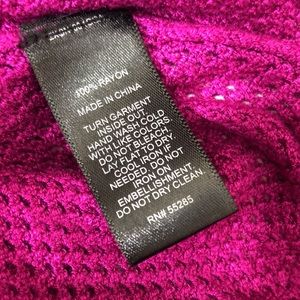 100% RAYON
MADE IN CHINA
TURN GARMENT
INSIDE OUT
HAND WASH COLD
WITH LIKE COLORS
DO NOT BLEACH
LAY FLAT TO DRY
COOL IRON IF
NEEDED, DO NOT
IRON ON
EMBELLISHMENT.
DO NOT DRY CLEAN.
RN# 55285